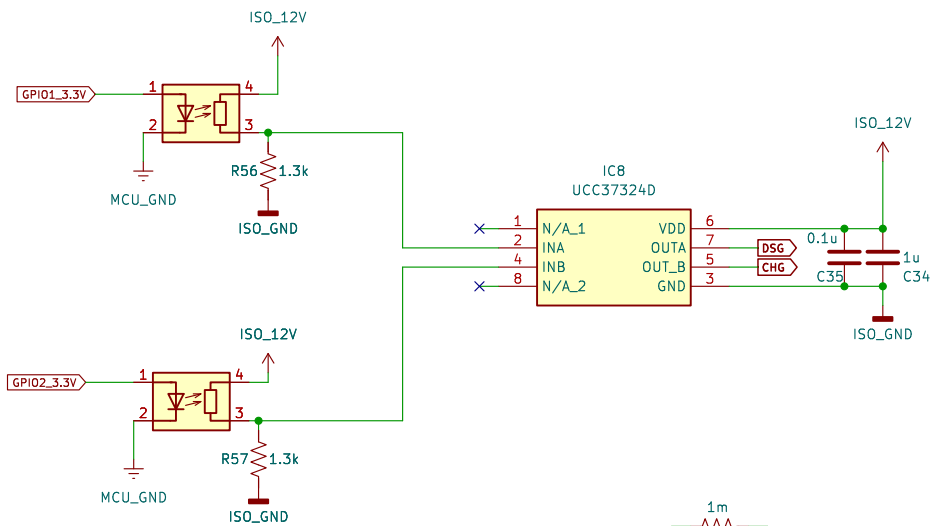 ISO_12V
GPIO1_3.3V
1
4
2
3
R56
1.3k
MCU_GND
ISO_GND
ISO_12V
IC8
UCC37324D
1
N/A_1
VDD
6
2
INA
OUTA
7
DSG
4
INB
OUT_B
5
CHG
8
N/A_2
GND
3
0.1u
C35
1u
C34
ISO_GND
ISO_12V
GPIO2_3.3V
1
4
2
3
R57
1.3k
MCU_GND
ISO_GND
1m